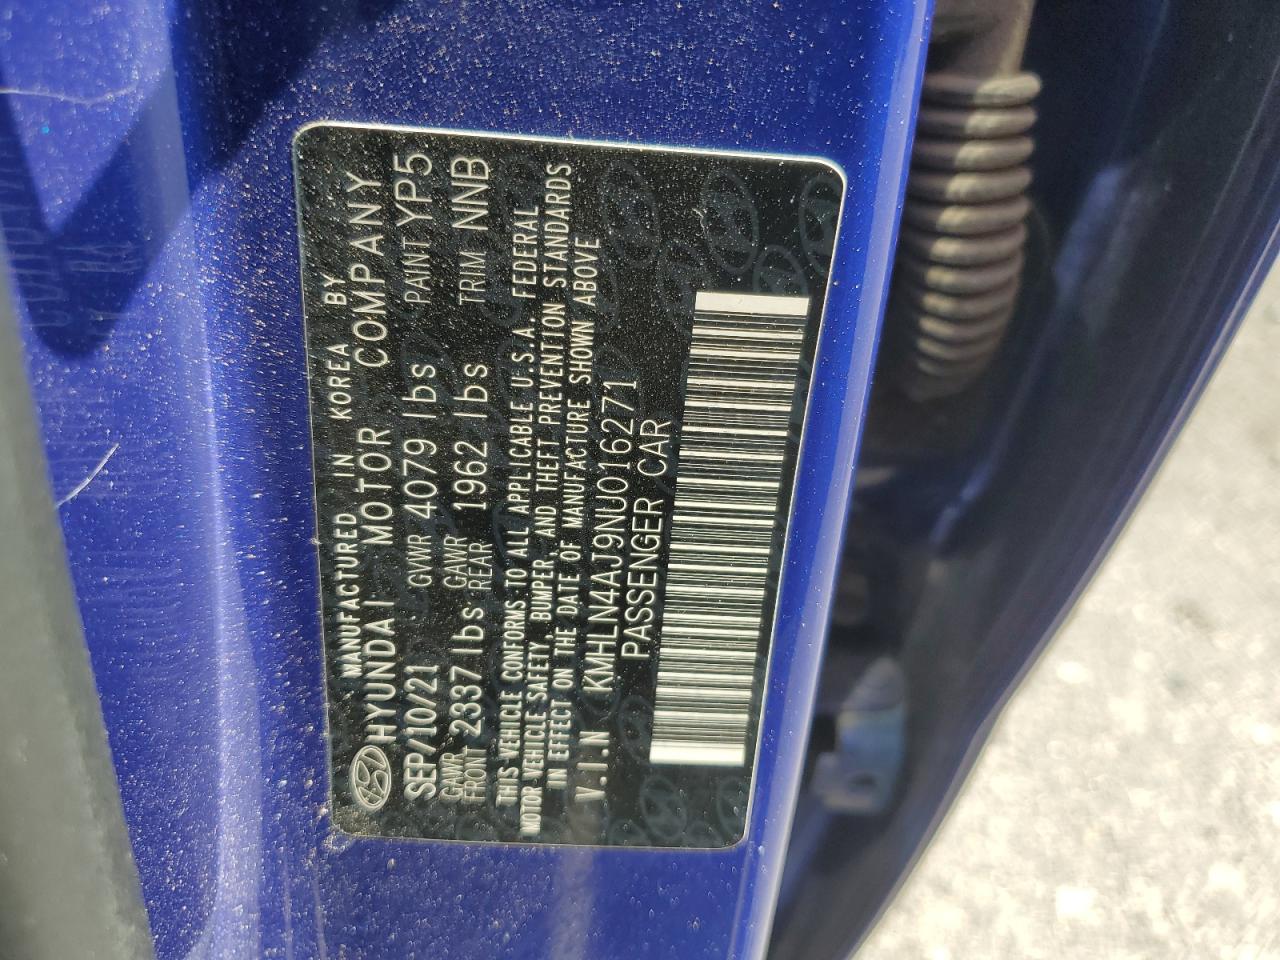 MANUFACTURED IN KOREA BY
HYUNDAI MOTOR COMPANY
SEP/10/21 GVWR 4079 lbs PAINT YP5
GAWR FRONT 2337 lbs GAWR REAR 1962 lbs TRIM NNB
THIS VEHICLE CONFORMS TO ALL APPLICABLE U.S.A. FEDERAL
MOTOR VEHICLE SAFETY, BUMPER, AND THEFT PREVENTION STANDARDS
IN EFFECT ON THE DATE OF MANUFACTURE SHOWN ABOVE
V.I.N KMHLN4AJ9NU016271
PASSENGER CAR